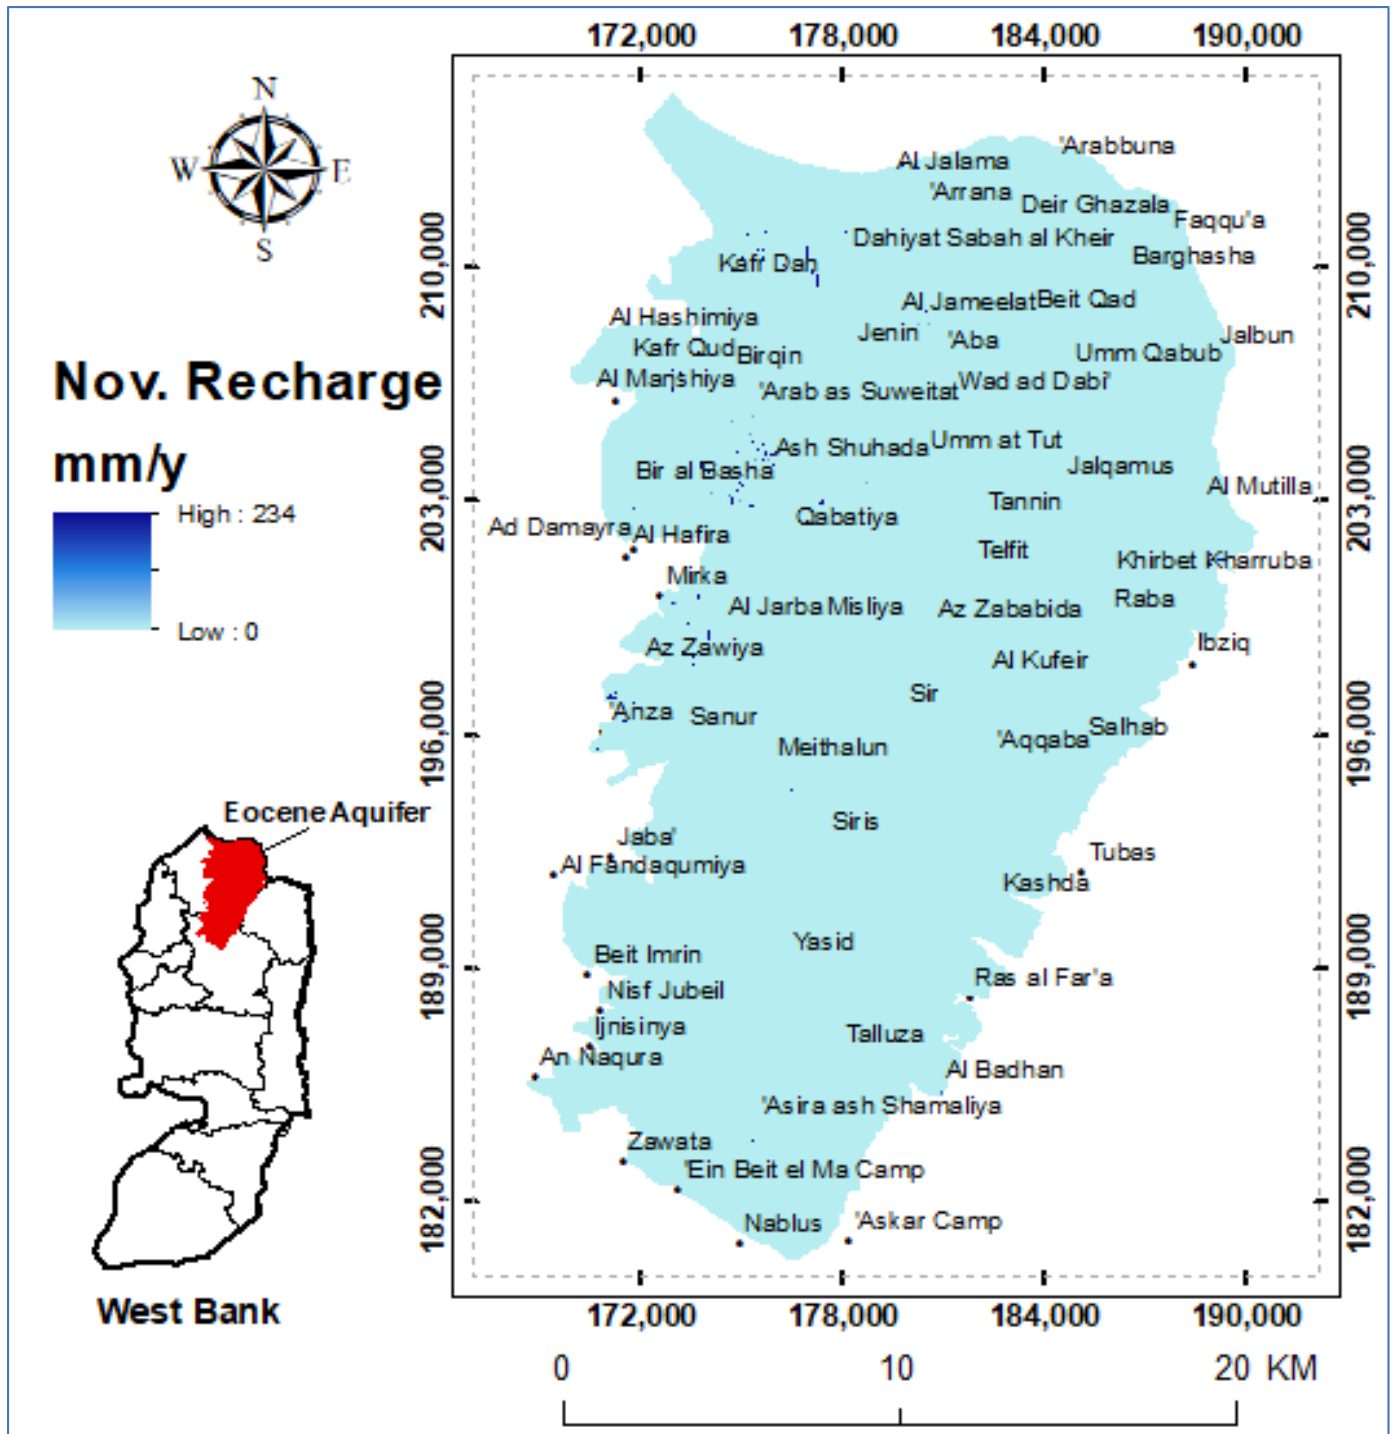 172,000 178,000 184,000 190,000
N
W E
S
210,000
203,000
196,000
189,000
182,000
Nov. Recharge
mm/y
High : 234
Low : 0
Eocene Aquifer
West Bank
'Arabbuna
Al Jalama
'Arrana
Deir Ghazala
Faqqu'a
Dahiyat Sabah al Kheir
Barghasha
Kafr Dan
Al Jameelat Beit Qad
Al Hashimiya
Jenin 'Aba
Jalbun
Kafr Qud Birqin
Umm Qabub
Al Manshiya
'Arab as Suweitat Wad ad Dabi'
Ash Shuhada Umm at Tut
Bir al Basha
Jalqamus
Al Mutilla
Tannin
Qabatiya
Ad Damayra Al Hafira
Telfit
Khirbet Kharruba
Mirka
Al Jarba Misliya
Az Zababida
Raba
Az Zawiya
Ibziq
Al Kufeir
Sir
'Anza Sanur
Salhab
Meithalun
'Aqqaba
Siris
Jaba'
Tubas
Al Fandaqumiya
Kashda
Yasid
Beit Imrin
Ras al Far'a
Nisf Jubeil
Ijnisinya
Talluza
An Naqura
Al Badhan
'Asira ash Shamaliya
Zawata
'Ein Beit el Ma Camp
Nablus
'Askar Camp
210,000
203,000
196,000
189,000
182,000
172,000 178,000 184,000 190,000
0 10 20 KM